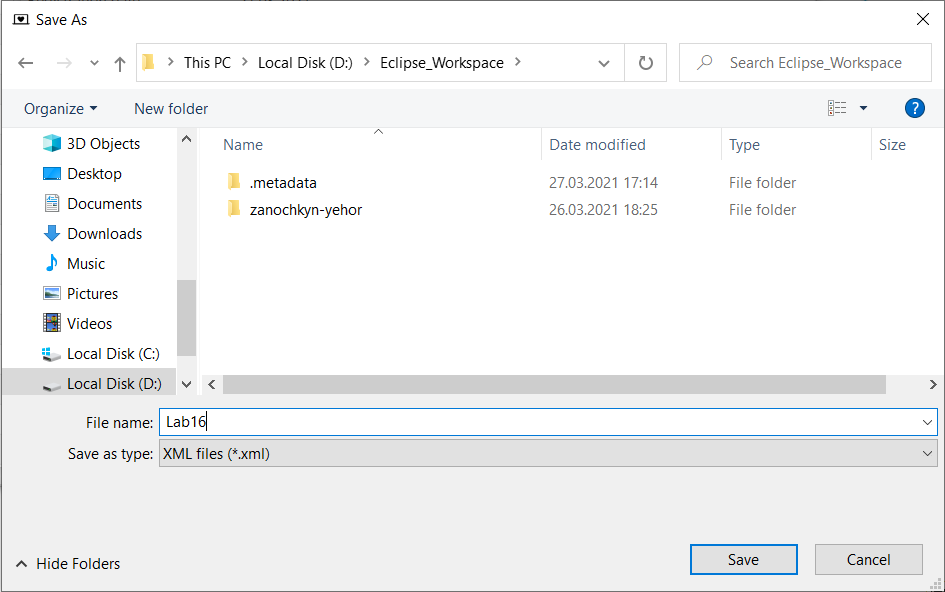 Save As
This PC > Local Disk (D:) > Eclipse_Workspace >
Search Eclipse_Workspace
Organize
New folder
?
3D Objects
Desktop
Documents
Downloads
Music
Pictures
Videos
Local Disk (C:)
Local Disk (D:)
Name Date modified Type Size
.metadata 27.03.2021 17:14 File folder
zanochkyn-yehor 26.03.2021 18:25 File folder
File name: Lab16
Save as type: XML files (*.xml)
Hide Folders
Save
Cancel